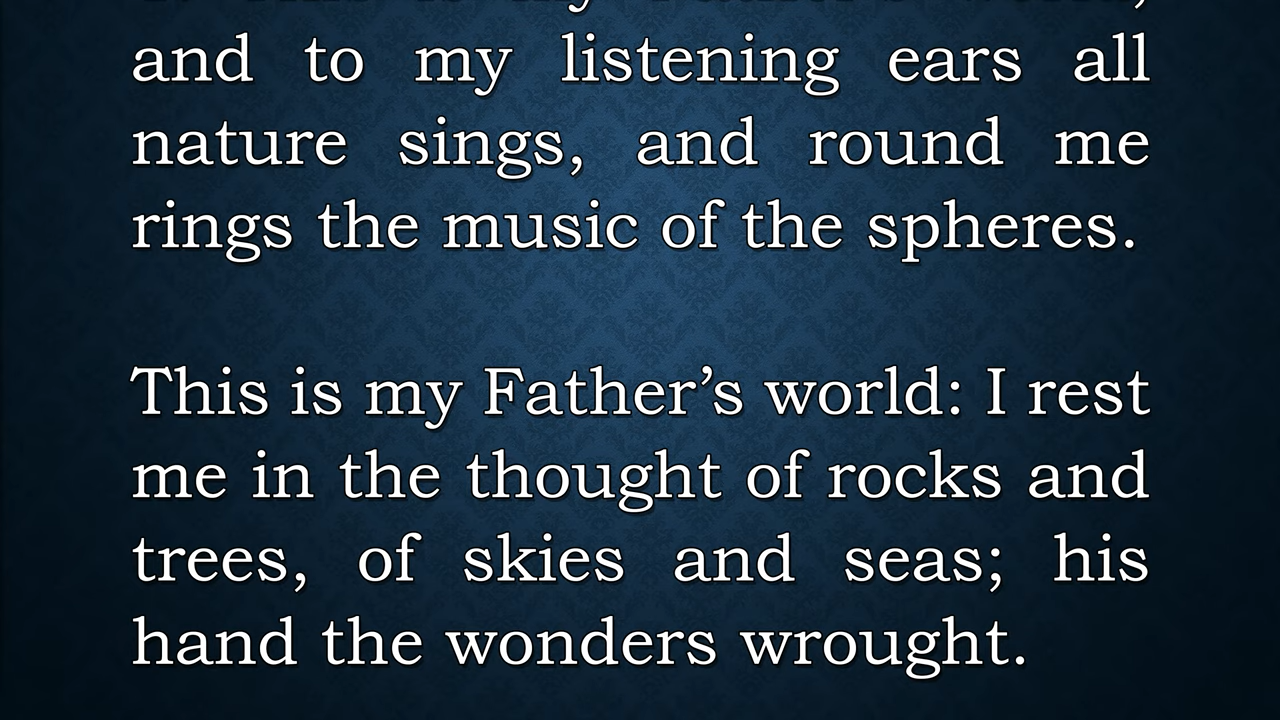 and to my listening ears all
nature sings, and round me
rings the music of the spheres.
This is my Father’s world: I rest
me in the thought of rocks and
trees, of skies and seas; his
hand the wonders wrought.